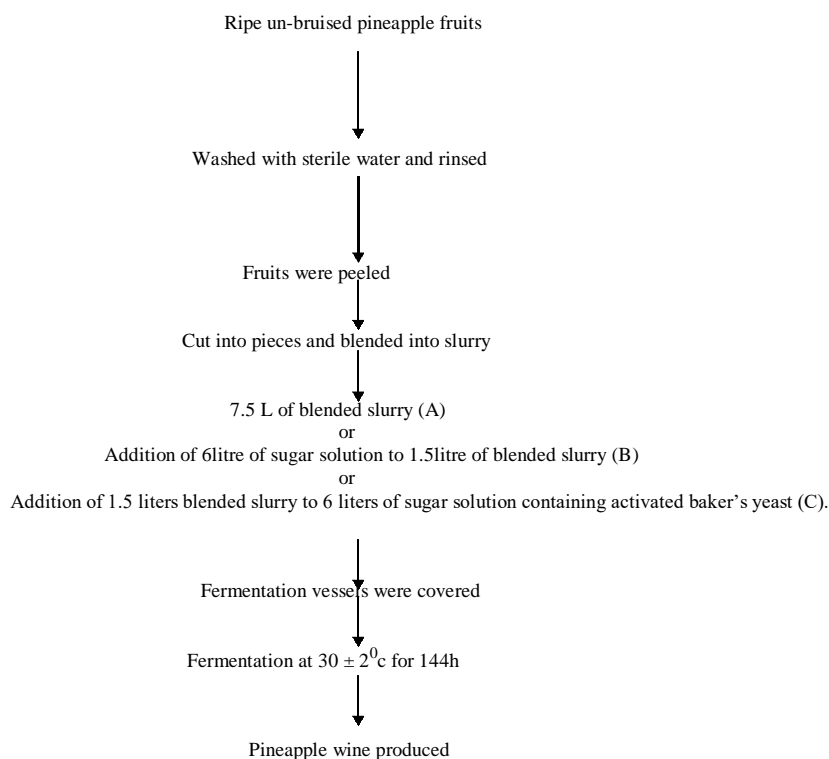 Ripe un-bruised pineapple fruits
Washed with sterile water and rinsed
Fruits were peeled
Cut into pieces and blended into slurry
7.5 L of blended slurry (A)
or
Addition of 6litre of sugar solution to 1.5litre of blended slurry (B)
or
Addition of 1.5 liters blended slurry to 6 liters of sugar solution containing activated baker’s yeast (C).
Fermentation vessels were covered
Fermentation at 30 ± 2⁰c for 144h
Pineapple wine produced